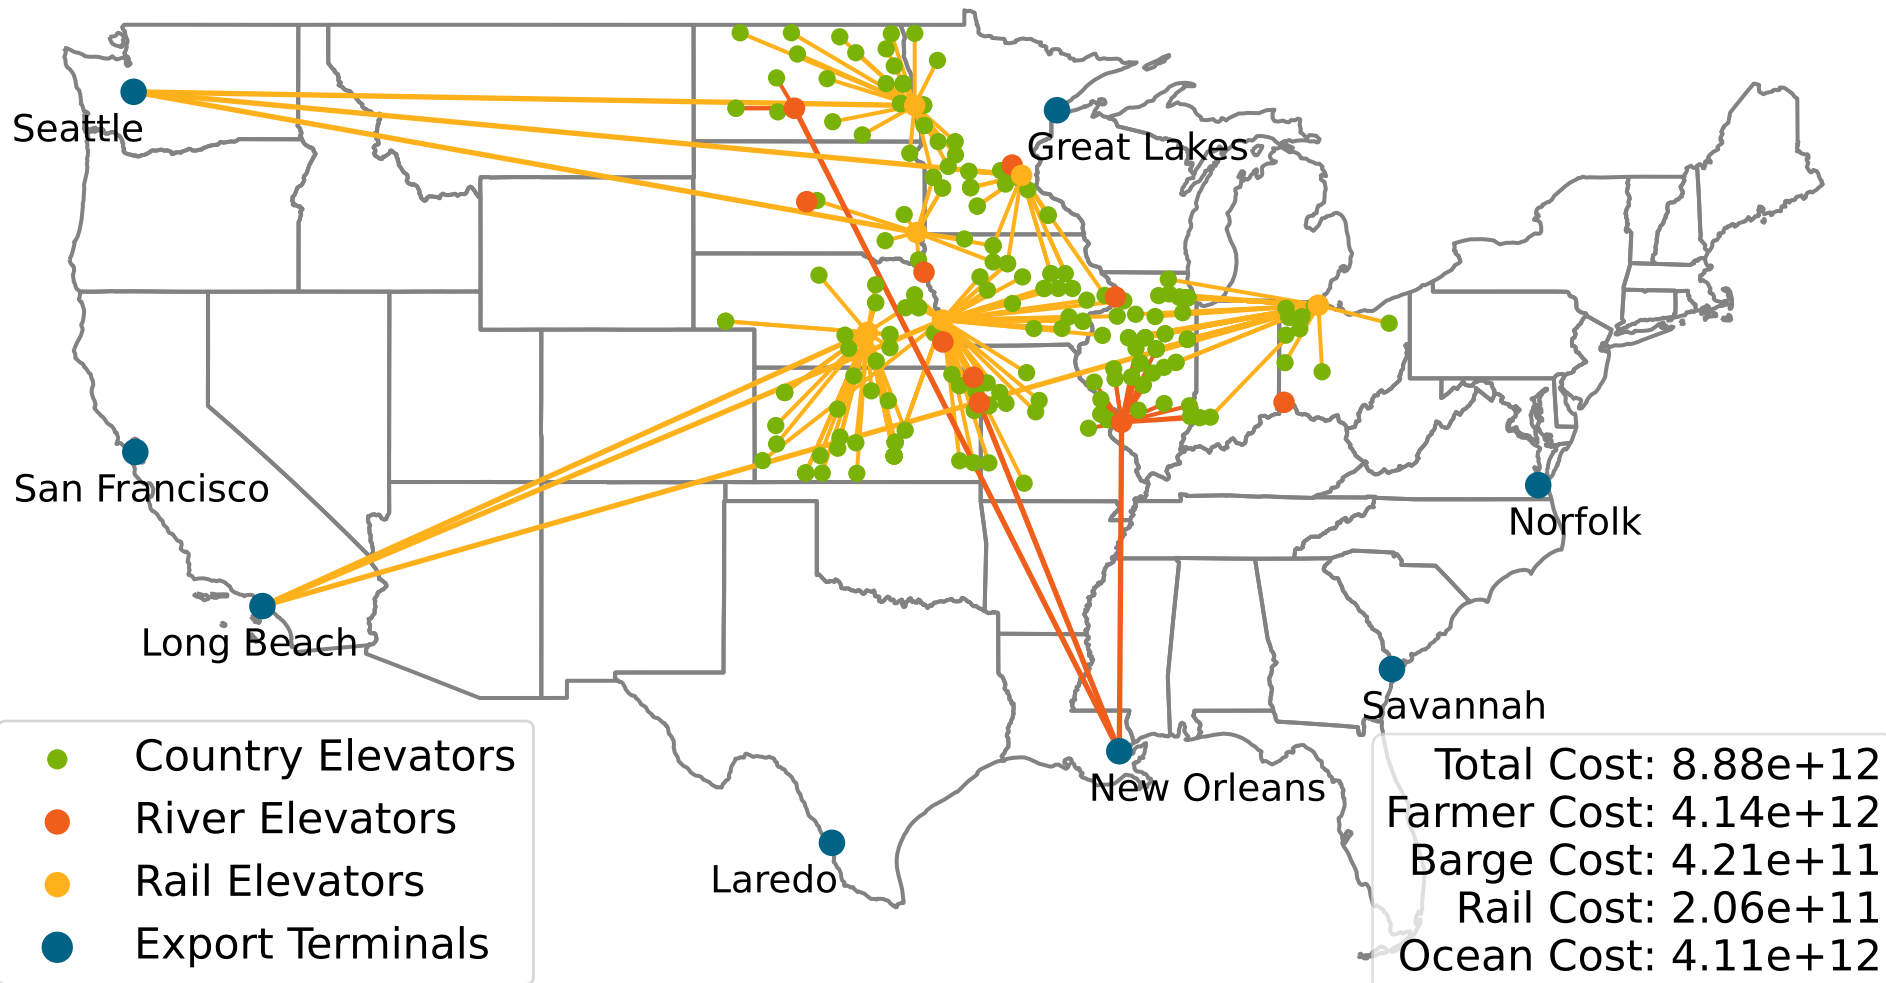 Seattle
Great Lakes
San Francisco
Norfolk
Long Beach
Savannah
New Orleans
Laredo
Country Elevators
River Elevators
Rail Elevators
Export Terminals
Total Cost: 8.88e+12
Farmer Cost: 4.14e+12
Barge Cost: 4.21e+11
Rail Cost: 2.06e+11
Ocean Cost: 4.11e+12